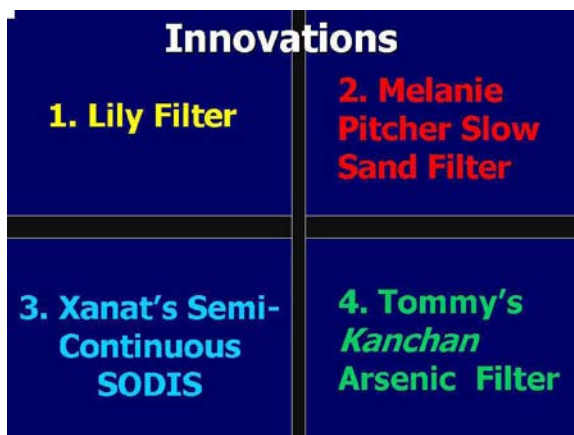 Innovations
1. Lily Filter
2. Melanie
Pitcher Slow
Sand Filter
3. Xanat's Semi-
Continuous
SODIS
4. Tommy's
Kanchan
Arsenic Filter